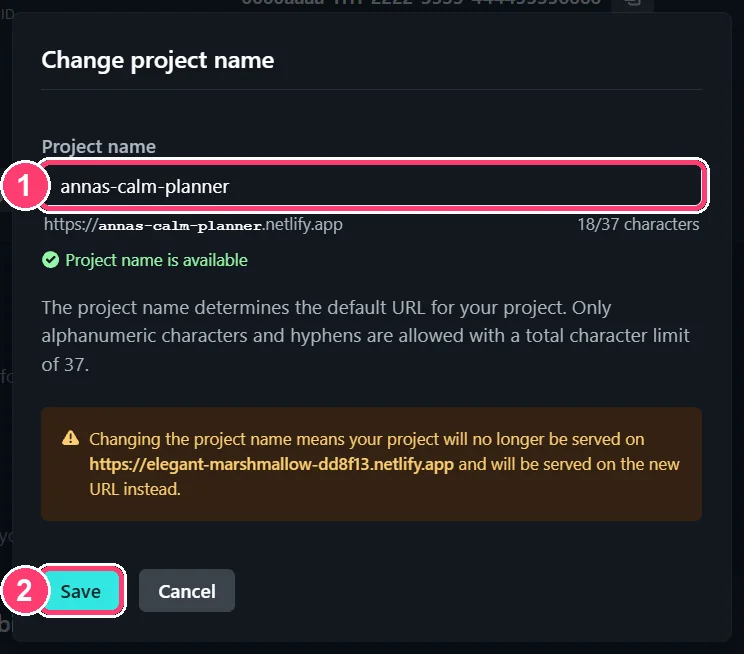 ID
Change project name
Project name
1
annas-calm-planner
https://annas-calm-planner.netlify.app 18/37 characters
Project name is available
The project name determines the default URL for your project. Only
alphanumeric characters and hyphens are allowed with a total character limit
of 37.
Changing the project name means your project will no longer be served on
https://elegant-marshmallow-dd8f13.netlify.app and will be served on the new
URL instead.
2
Save Cancel